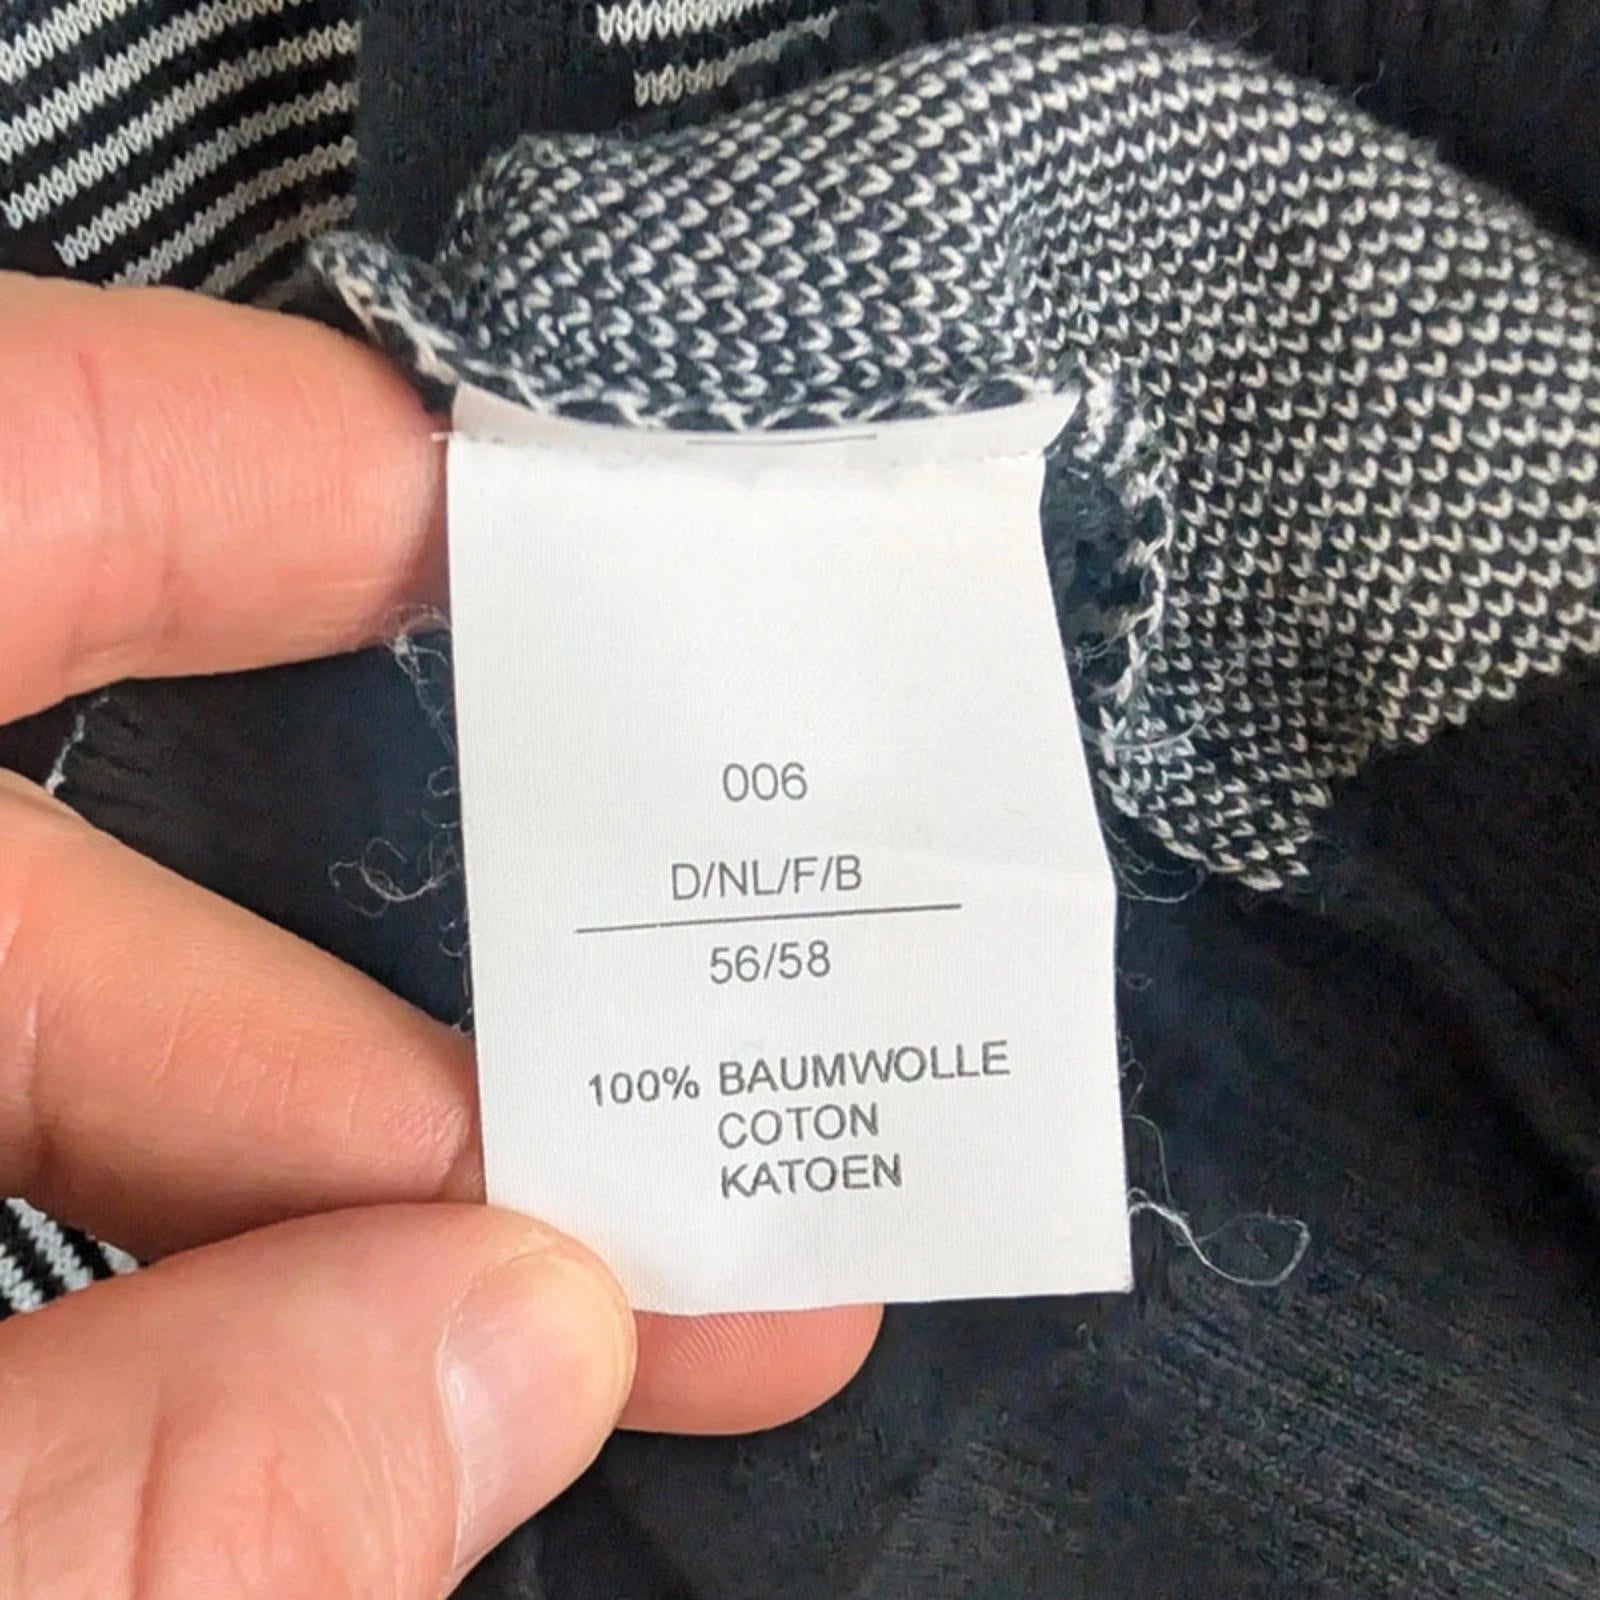 006
D/NL/F/B
56/58
100% BAUMWOLLE
COTON
KATOEN